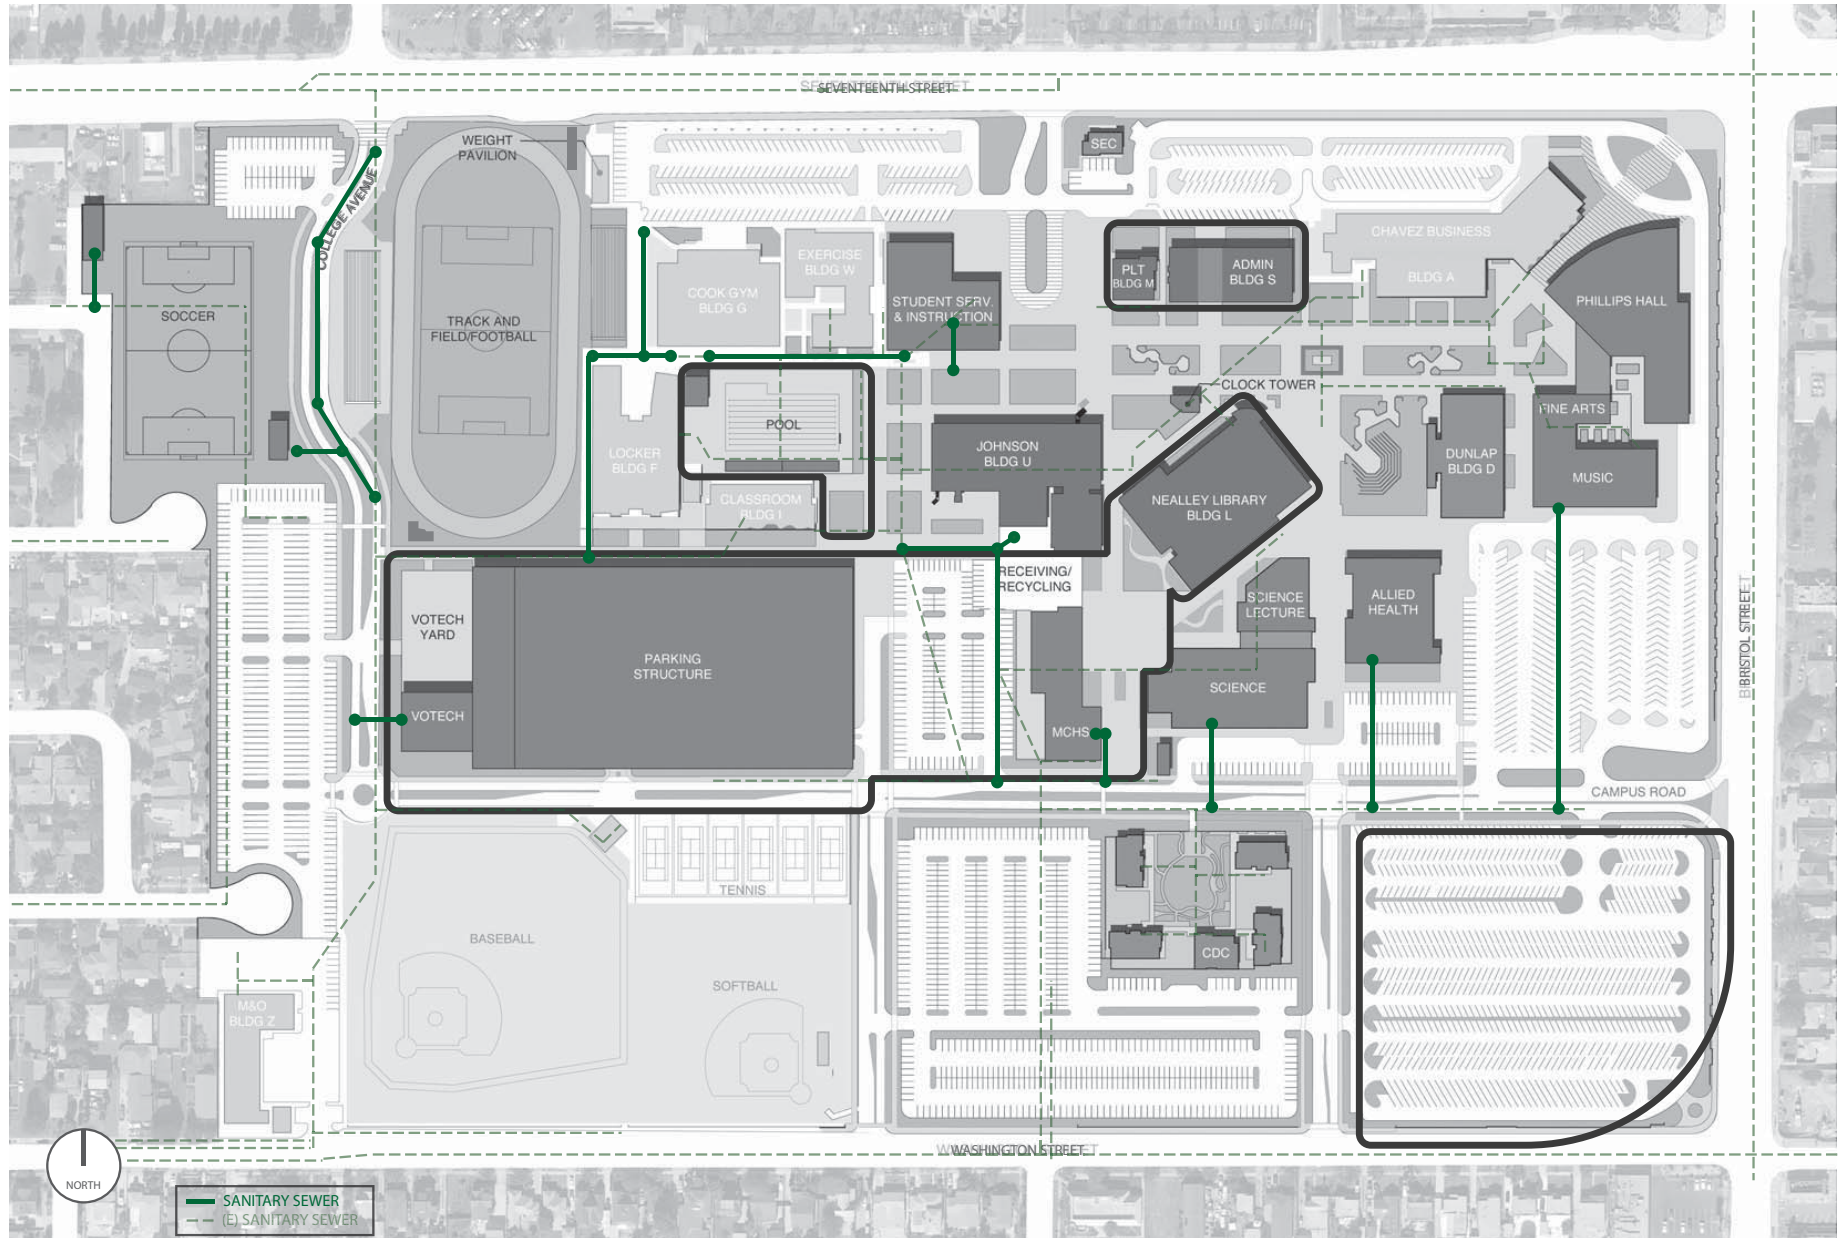 SEVENTEENTH STREET
WEIGHT
PAVILION
SEC
COLLEGE AVENUE
CHAVEZ BUSINESS
BLDG A
EXERCISE
BLDG W
PLT
BLDG M
ADMIN
BLDG S
COOK GYM
BLDG G
STUDENT SERV.
& INSTRUCTION
PHILLIPS HALL
SOCCER
TRACK AND
FIELD/FOOTBALL
CLOCK TOWER
FINE ARTS
POOL
LOCKER
BLDG F
JOHNSON
BLDG U
DUNLAP
BLDG D
MUSIC
CLASSROOM
BLDG I
NEALLEY LIBRARY
BLDG L
RECEIVING/
RECYCLING
SCIENCE
LECTURE
ALLIED
HEALTH
VOTECH
YARD
PARKING
STRUCTURE
BRISTOL STREET
SCIENCE
VOTECH
MCHS
CAMPUS ROAD
TENNIS
BASEBALL
CDC
SOFTBALL
M&O
BLDG Z
WASHINGTON STREET
NORTH
SANITARY SEWER
(E) SANITARY SEWER